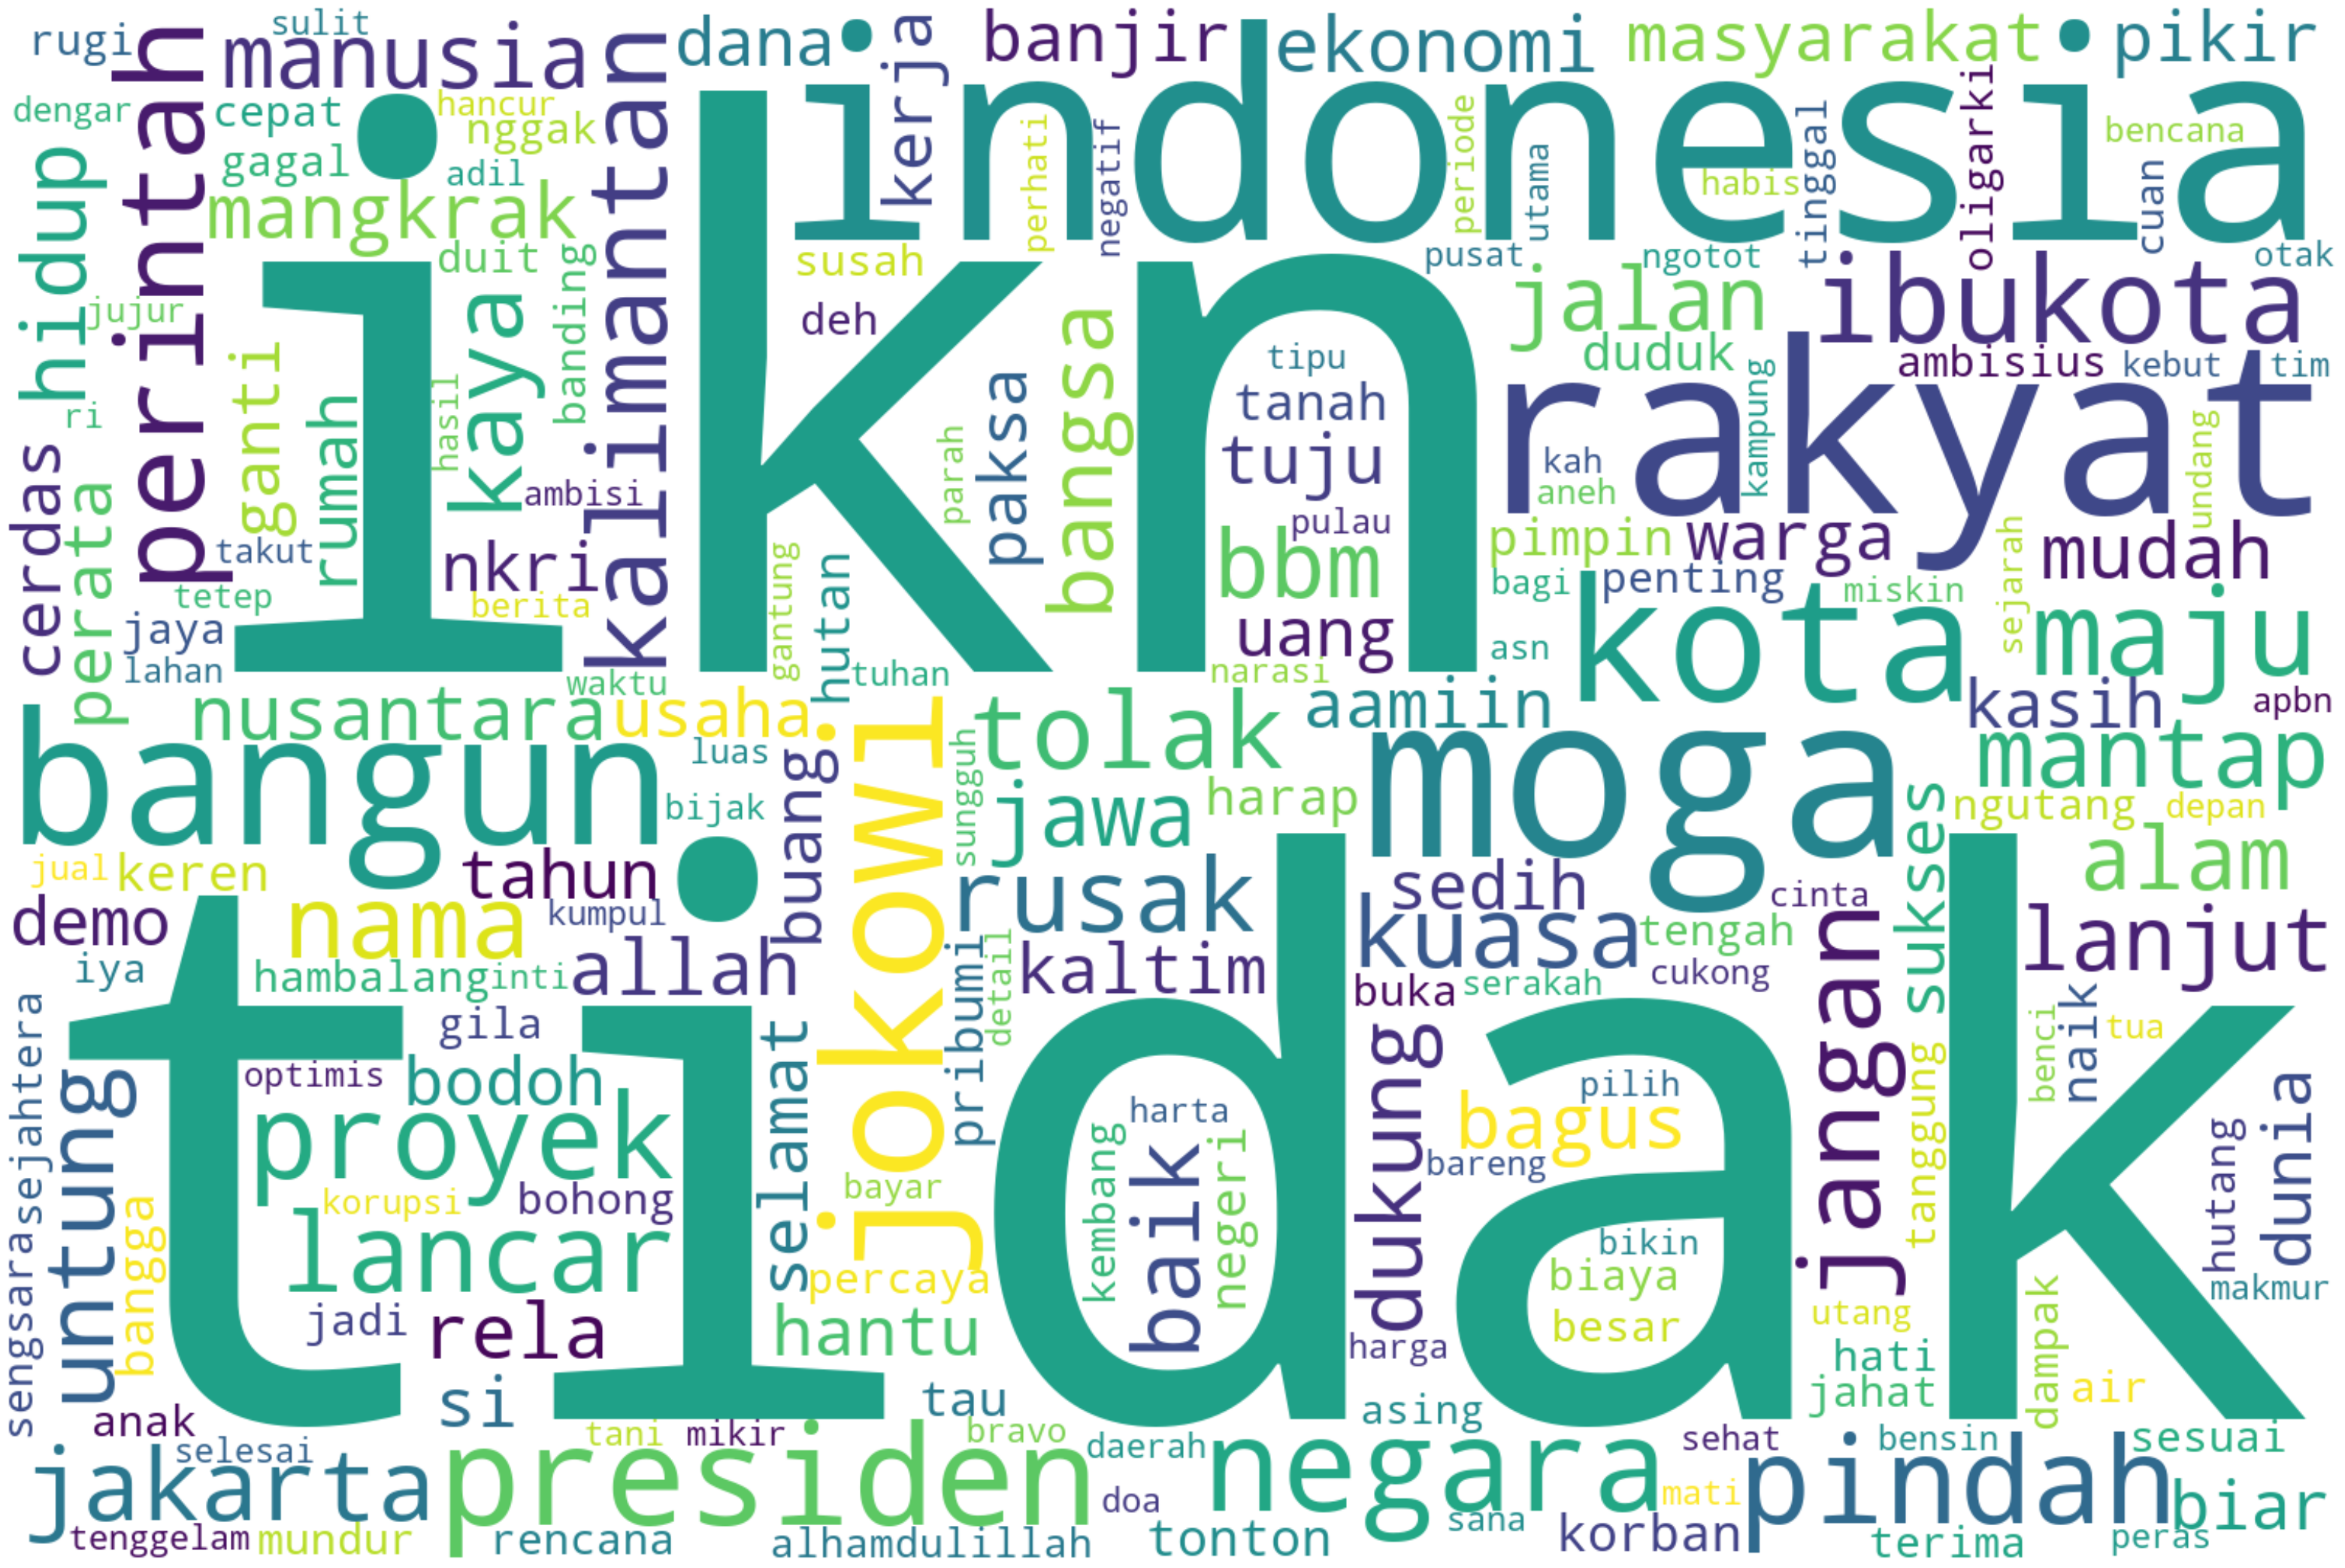 rugi
sulit
perintah
manusia
dana
kerja
banjir
ekonomi
masyarakat
pikir
dengar
cepat
hancur
nggak
gagal
adil
hidup
mangkrak
kalimantan
indonesia
perhati
negatif
periode
utama
habis
tinggal
oligarki
cuan
bencana
duit
banding
susah
pusat
ngotot
otak
jujur
deh
ikn
bangsa
jalan
ibukota
ganti
kaya
tipu
duduk
ambisius
kebut
tim
ri
rumah
hasil
paksa
tanah
rakyat
kampung
undang
cerdas
perata
ambisi
parah
tuju
kah
aneh
takut
nkri
pulau
pimpin
warga
mudah
sejarah
tetep
berita
gantung
hutan
bbm
bagi
penting
miskin
jaya
uang
asn
kota
maju
lahan
waktu
tuhan
narasi
nusantara
usaha
jokowi
tolak
aamiin
kasih
apbn
bangun
luas
buang
sungguh
moga
mantap
bijak
jawa
harap
sukses
ngutang
depan
jual
keren
tahun
rusak
sedih
cinta
alam
demo
nama
kumpul
kuasa
tengah
jangan
lanjut
iya
hambalang
inti
allah
pribumi
detail
kaltim
buka
serakah
cukong
sejahtera
sengsara
untung
gila
selamat
dukung
tanggung
benci
naik
tua
tidak
optimis
bodoh
pilih
dunia
proyek
harta
bagus
hutang
kembang
baik
negeri
bareng
bangga
korupsi
bohong
bayar
lancar
bikin
percaya
biaya
makmur
jadi
rela
hantu
besar
utang
dampak
harga
hati
jahat
air
si
tau
asing
anak
tani
mikir
bravo
daerah
negara
sehat
bensin
sesuai
jakarta
selesai
presiden
pindah
doa
mati
biar
tenggelam
mundur
rencana
alhamdulillah
tonton
sana
korban
terima
peras